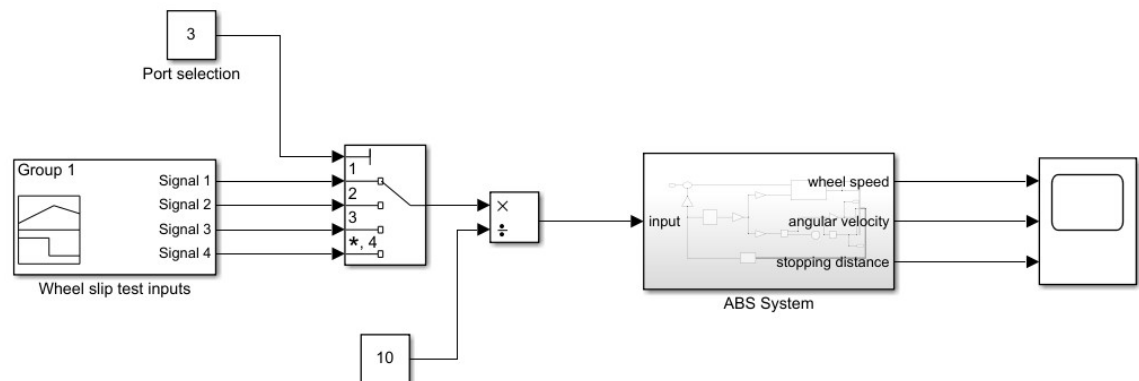 3
Port selection
Group 1
Signal 1
Signal 2
Signal 3
Signal 4
Wheel slip test inputs
1
2
3
*, 4
×
÷
10
input
wheel speed
angular velocity
stopping distance
ABS System